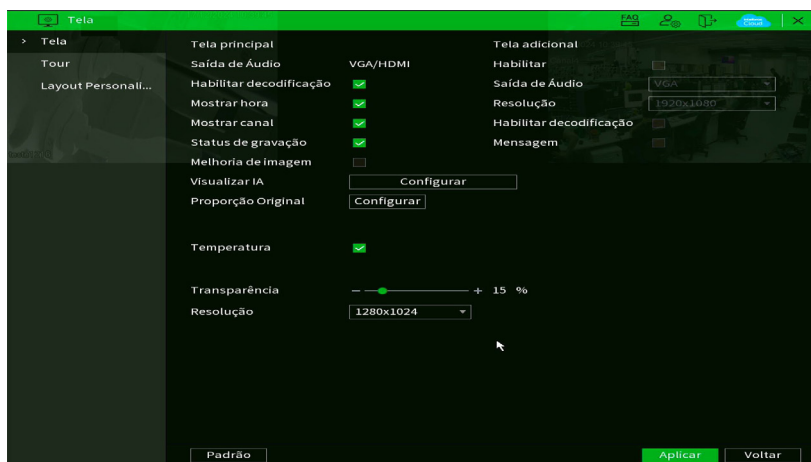 Tela
FAQ
Cloud
Tela
Tour
Layout Personali...
Tela principal
Saída de Áudio VGA/HDMI
Habilitar decodificação
Mostrar hora
Mostrar canal
Status de gravação
Melhoria de imagem
Visualizar IA Configurar
Proporção Original Configurar
Temperatura
Transparência 15 %
Resolução 1280x1024
Tela adicional
Habilitar
Saída de Áudio VGA
Resolução 1920x1080
Habilitar decodificação
Mensagem
Padrão
Aplicar
Voltar